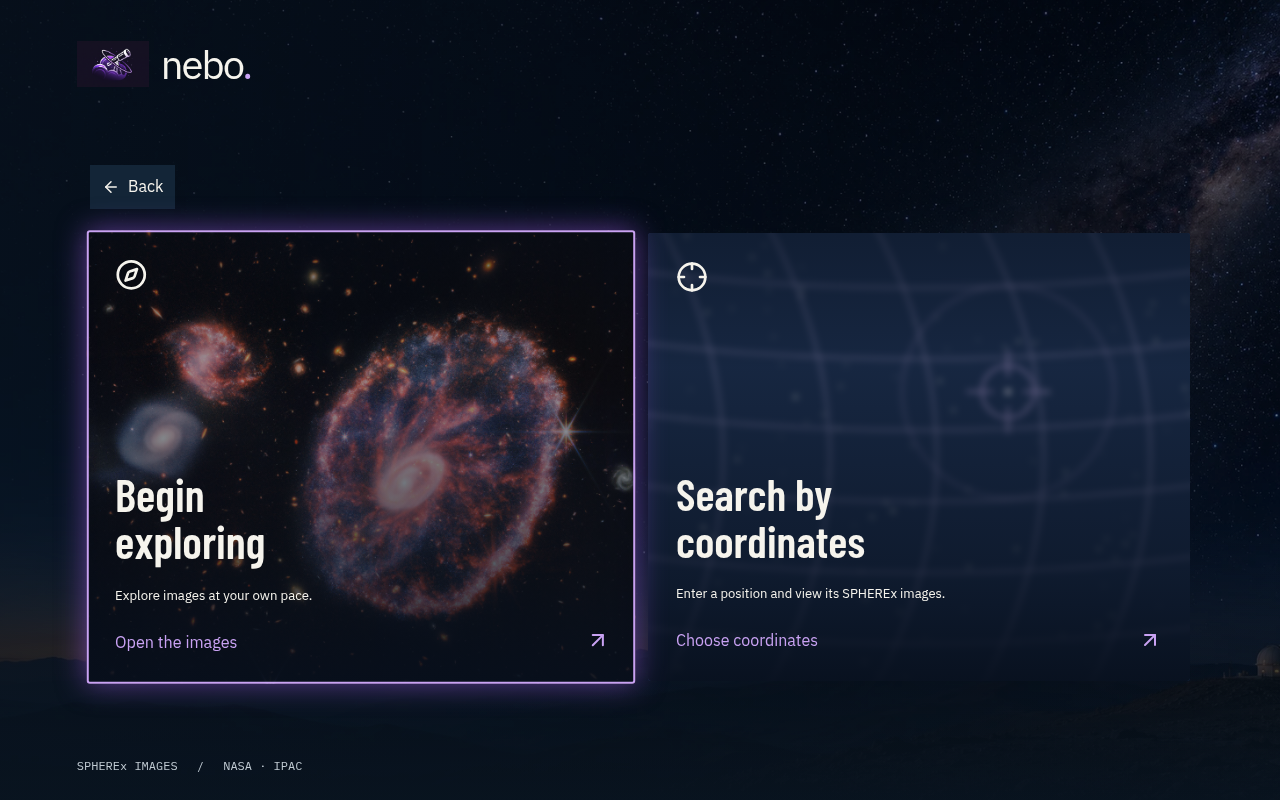 nebo.
Back
Begin
exploring
Explore images at your own pace.
Open the images
Search by
coordinates
Enter a position and view its SPHEREx images.
Choose coordinates
SPHEREx IMAGES / NASA · IPAC